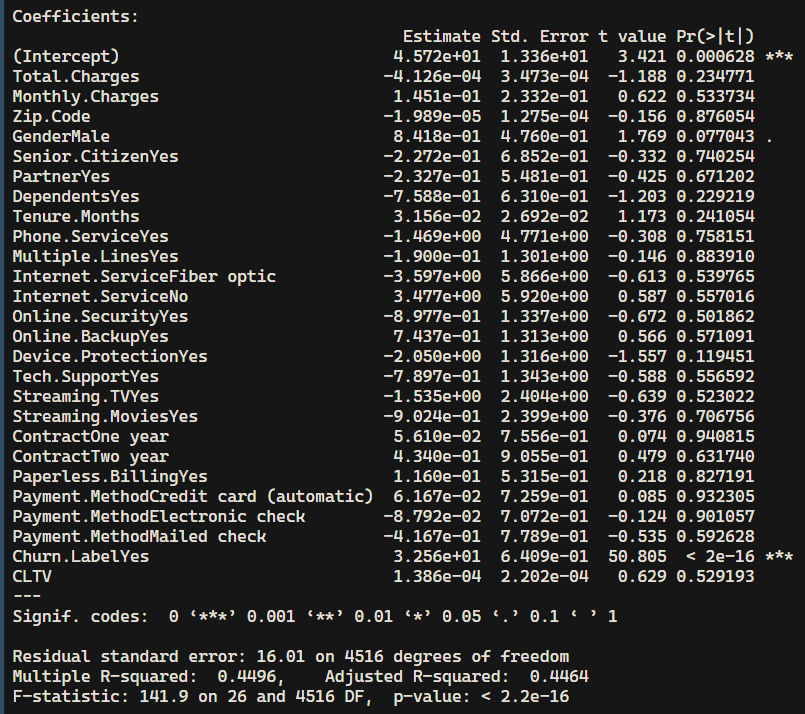 Coefficients:
Estimate Std. Error t value Pr(>|t|)
(Intercept) 4.572e+01 1.336e+01 3.421 0.000628 ***
Total.Charges -4.126e-04 3.473e-04 -1.188 0.234771
Monthly.Charges 1.451e-01 2.332e-01 0.622 0.533734
Zip.Code -1.989e-05 1.275e-04 -0.156 0.876054
GenderMale 8.418e-01 4.760e-01 1.769 0.077043 .
Senior.CitizenYes -2.272e-01 6.852e-01 -0.332 0.740254
PartnerYes -2.327e-01 5.481e-01 -0.425 0.671202
DependentsYes -7.588e-01 6.310e-01 -1.203 0.229219
Tenure.Months 3.156e-02 2.692e-02 1.173 0.241054
Phone.ServiceYes -1.469e+00 4.771e+00 -0.308 0.758151
Multiple.LinesYes -1.900e-01 1.301e+00 -0.146 0.883910
Internet.ServiceFiber optic -3.597e+00 5.866e+00 -0.613 0.539765
Internet.ServiceNo 3.477e+00 5.920e+00 0.587 0.557016
Online.SecurityYes -8.977e-01 1.337e+00 -0.672 0.501862
Online.BackupYes 7.437e-01 1.313e+00 0.566 0.571091
Device.ProtectionYes -2.050e+00 1.316e+00 -1.557 0.119451
Tech.SupportYes -7.897e-01 1.343e+00 -0.588 0.556592
Streaming.TVYes -1.535e+00 2.404e+00 -0.639 0.523022
Streaming.MoviesYes -9.024e-01 2.399e+00 -0.376 0.706756
ContractOne year 5.610e-02 7.556e-01 0.074 0.940815
ContractTwo year 4.340e-01 9.055e-01 0.479 0.631740
Paperless.BillingYes 1.160e-01 5.315e-01 0.218 0.827191
Payment.MethodCredit card (automatic) 6.167e-02 7.259e-01 0.085 0.932305
Payment.MethodElectronic check -8.792e-02 7.072e-01 -0.124 0.901057
Payment.MethodMailed check -4.167e-01 7.789e-01 -0.535 0.592628
Churn.LabelYes 3.256e+01 6.409e-01 50.805 < 2e-16 ***
CLTV 1.386e-04 2.202e-04 0.629 0.529193
---
Signif. codes: 0 ‘***’ 0.001 ‘**’ 0.01 ‘*’ 0.05 ‘.’ 0.1 ‘ ’ 1
Residual standard error: 16.01 on 4516 degrees of freedom
Multiple R-squared: 0.4496, Adjusted R-squared: 0.4464
F-statistic: 141.9 on 26 and 4516 DF, p-value: < 2.2e-16